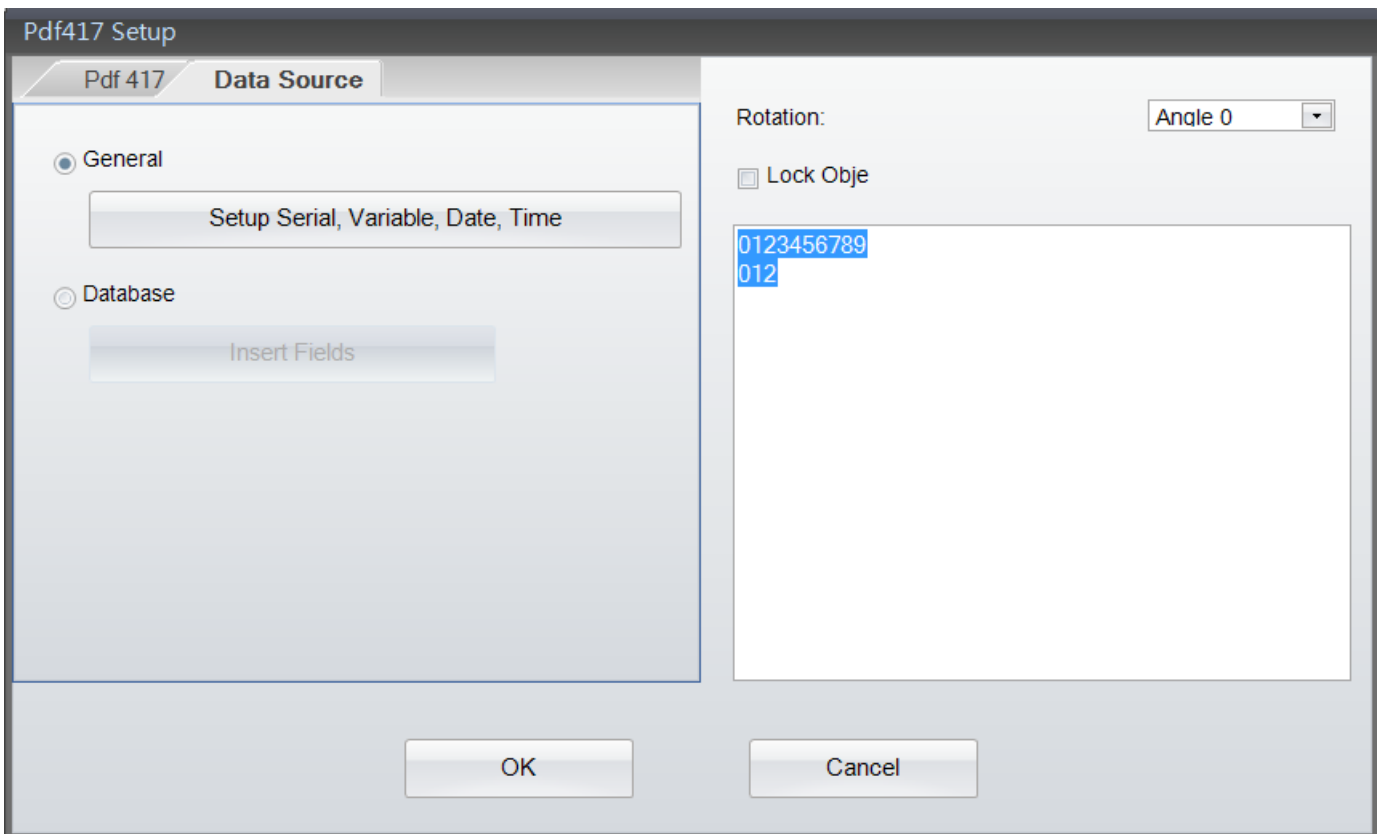 Pdf417 Setup
Pdf 417
Data Source
General
Setup Serial, Variable, Date, Time
Database
Insert Fields
Rotation:
Angle 0
Lock Obje
0123456789
012
OK
Cancel